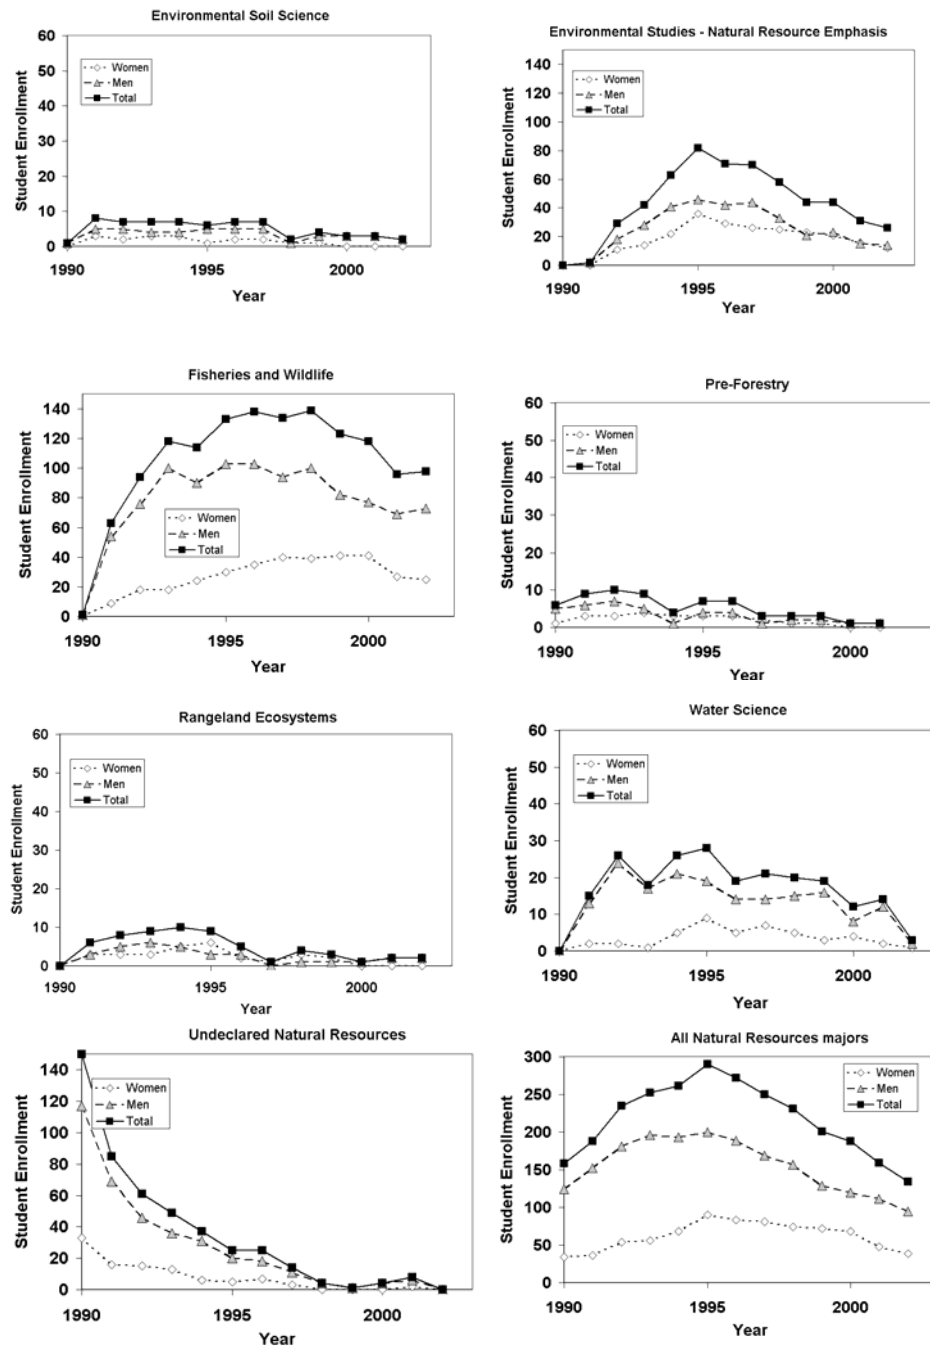 Environmental Soil Science
60
50
40
30
20
10
0
Student Enrollment
Women
Men
Total
1990
1995
2000
Year
Environmental Studies - Natural Resource Emphasis
140
120
100
80
60
40
20
0
Student Enrollment
Women
Men
Total
1990
1995
2000
Year
Fisheries and Wildlife
140
120
100
80
60
40
20
0
Student Enrollment
Women
Men
Total
1990
1995
2000
Year
Pre-Forestry
60
50
40
30
20
10
0
Student Enrollment
Women
Men
Total
1990
1995
2000
Year
Rangeland Ecosystems
60
50
40
30
20
10
0
Student Enrollment
Women
Men
Total
1990
1995
2000
Year
Water Science
60
50
40
30
20
10
0
Student Enrollment
Women
Men
Total
1990
1995
2000
Year
Undeclared Natural Resources
140
120
100
80
60
40
20
0
Student Enrollment
Women
Men
Total
1990
1995
2000
Year
All Natural Resources majors
300
250
200
150
100
50
0
Student Enrollment
Women
Men
Total
1990
1995
2000
Year